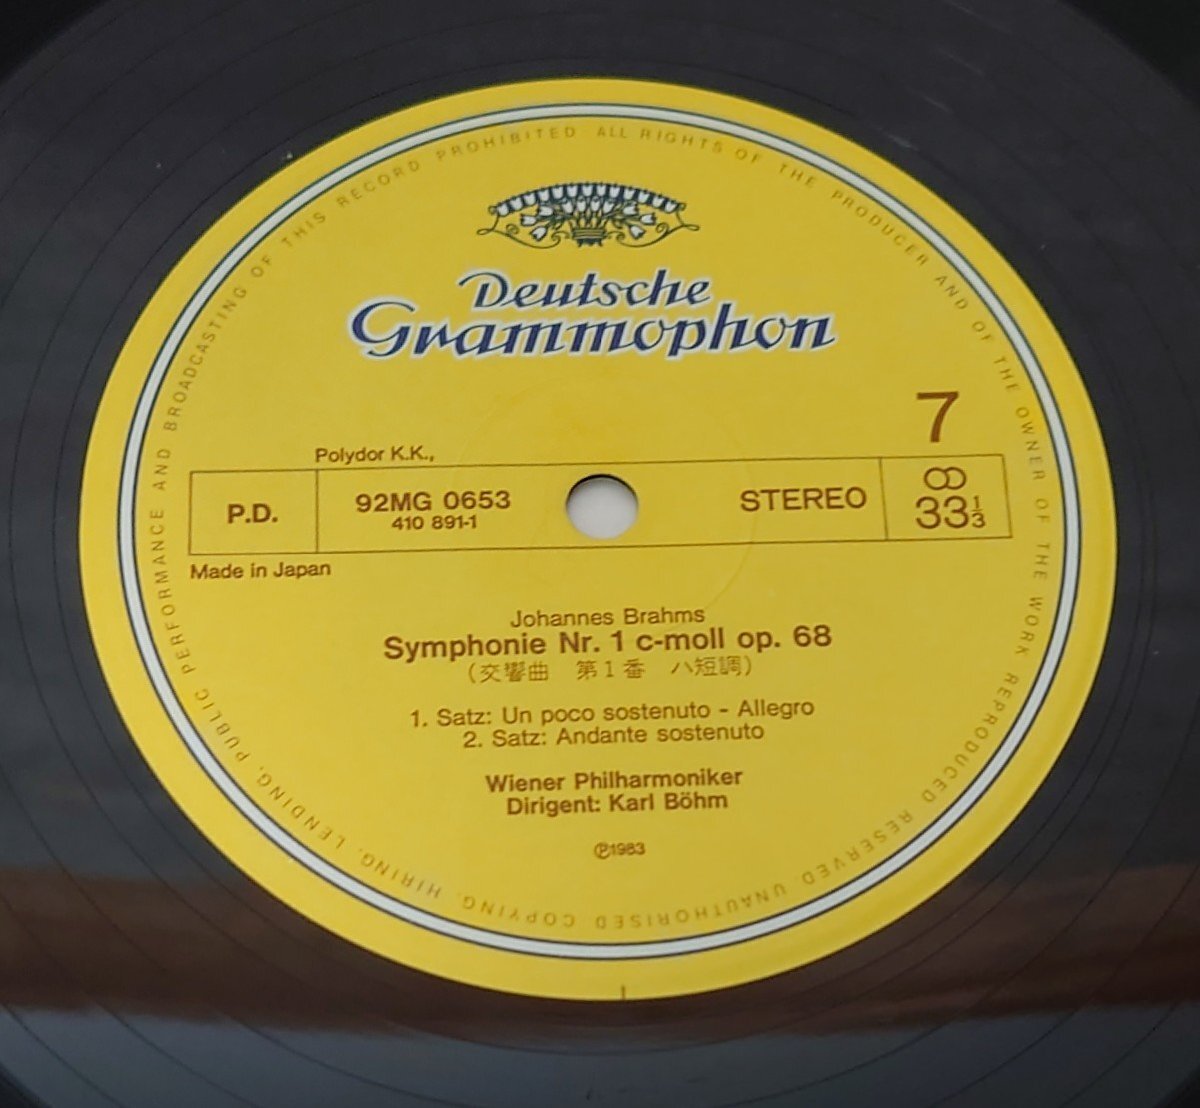 Deutsche
Grammophon
7
Polydor K.K.,
P.D.
92MG 0653
410 891-1
STEREO
33⅓
Made in Japan
Johannes Brahms
Symphonie Nr. 1 c-moll op. 68
(交響曲 第1番 ハ短調)
1. Satz: Un poco sostenuto - Allegro
2. Satz: Andante sostenuto
Wiener Philharmoniker
Dirigent: Karl Böhm
℗1983
ALL RIGHTS OF THE PRODUCER AND OF THE OWNER OF THE WORK REPRODUCED RESERVED UNAUTHORISED COPYING, HIRING, LENDING, PUBLIC PERFORMANCE AND BROADCASTING OF THIS RECORD PROHIBITED